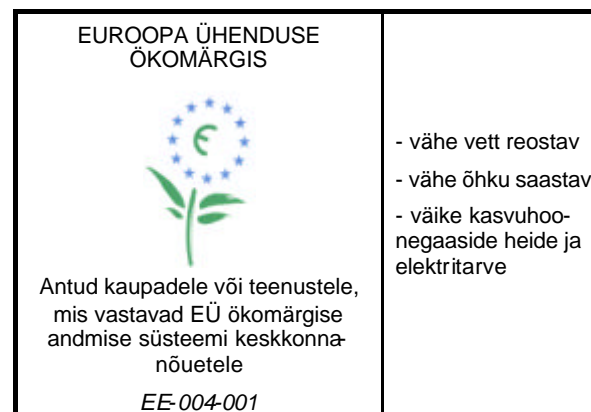 EUROOPA ÜHENDUSE
ÖKOMÄRGIS
Antud kaupadele või teenustele,
mis vastavad EÜ ökomärgise
andmise süsteemi keskkonna-
nõuetele
EE-004-001
- vähe vett reostav
- vähe õhku saastav
- väike kasvuhoo-
negaaside heide ja
elektritarve